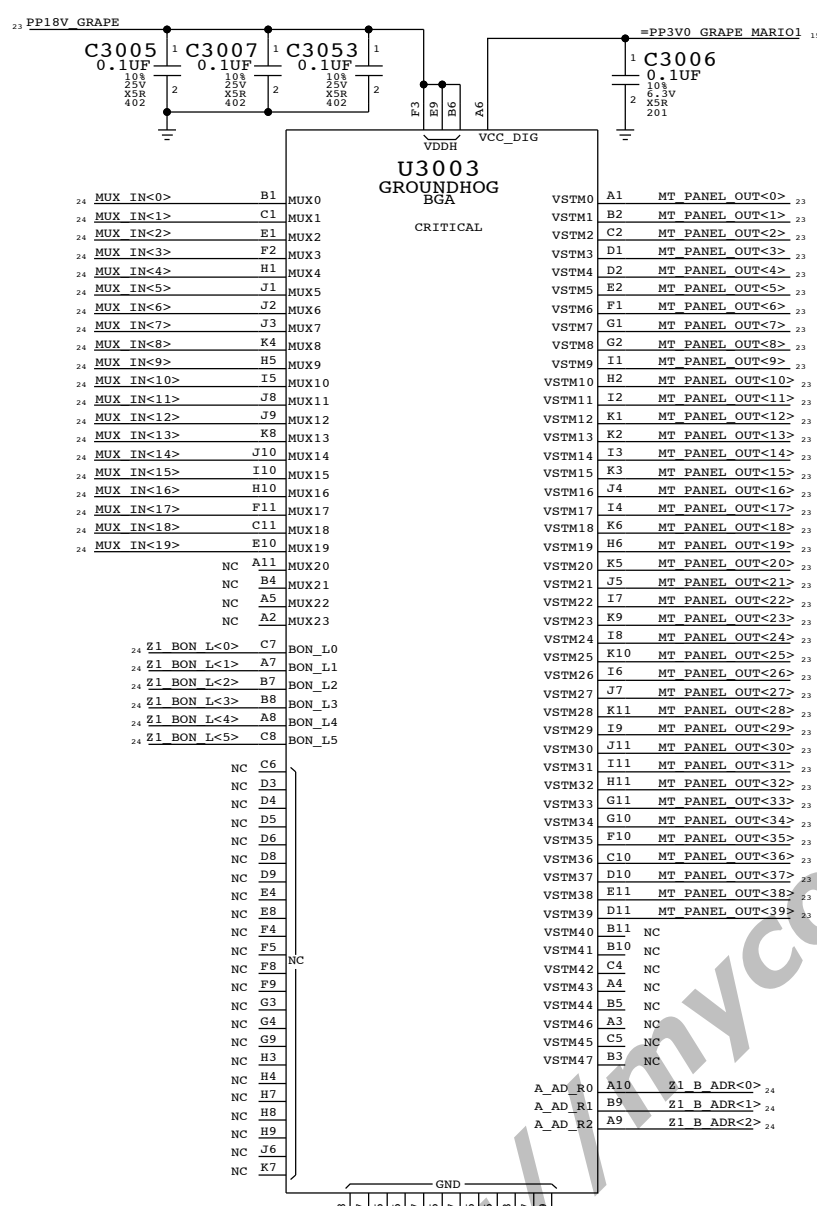 23 PP18V_GRAPE
=PP3V0_GRAPE_MARIO1
C3005 1
0.1UF
10%
25V
X5R
402
2
C3007 1
0.1UF
10%
25V
X5R
402
2
C3053 1
0.1UF
10%
25V
X5R
402
2
C3006 1
0.1UF
10%
6.3V
X5R
201
2
F3 E9 B6 A6
VDDH VCC_DIG
U3003
GROUNDHOG
BGA
CRITICAL
24 MUX_IN<0> B1 MUX0
24 MUX_IN<1> C1 MUX1
24 MUX_IN<2> E1 MUX2
24 MUX_IN<3> F2 MUX3
24 MUX_IN<4> H1 MUX4
24 MUX_IN<5> J1 MUX5
24 MUX_IN<6> J2 MUX6
24 MUX_IN<7> J3 MUX7
24 MUX_IN<8> K4 MUX8
24 MUX_IN<9> H5 MUX9
24 MUX_IN<10> I5 MUX10
24 MUX_IN<11> J8 MUX11
24 MUX_IN<12> J9 MUX12
24 MUX_IN<13> K8 MUX13
24 MUX_IN<14> J10 MUX14
24 MUX_IN<15> I10 MUX15
24 MUX_IN<16> H10 MUX16
24 MUX_IN<17> F11 MUX17
24 MUX_IN<18> C11 MUX18
24 MUX_IN<19> E10 MUX19
NC A11 MUX20
NC B4 MUX21
NC A5 MUX22
NC A2 MUX23
24 Z1_BON_L<0> C7 BON_L0
24 Z1_BON_L<1> A7 BON_L1
24 Z1_BON_L<2> B7 BON_L2
24 Z1_BON_L<3> B8 BON_L3
24 Z1_BON_L<4> A8 BON_L4
24 Z1_BON_L<5> C8 BON_L5
NC C6
NC D3
NC D4
NC D5
NC D6
NC D8
NC D9
NC E4
NC E8
NC F4
NC F5
NC
NC F8
NC F9
NC G3
NC G4
NC G9
NC H3
NC H4
NC H7
NC H8
NC H9
NC J6
NC K7
VSTM0 A1 MT_PANEL_OUT<0> 23
VSTM1 B2 MT_PANEL_OUT<1> 23
VSTM2 C2 MT_PANEL_OUT<2> 23
VSTM3 D1 MT_PANEL_OUT<3> 23
VSTM4 D2 MT_PANEL_OUT<4> 23
VSTM5 E2 MT_PANEL_OUT<5> 23
VSTM6 F1 MT_PANEL_OUT<6> 23
VSTM7 G1 MT_PANEL_OUT<7> 23
VSTM8 G2 MT_PANEL_OUT<8> 23
VSTM9 I1 MT_PANEL_OUT<9> 23
VSTM10 H2 MT_PANEL_OUT<10> 23
VSTM11 I2 MT_PANEL_OUT<11> 23
VSTM12 K1 MT_PANEL_OUT<12> 23
VSTM13 K2 MT_PANEL_OUT<13> 23
VSTM14 I3 MT_PANEL_OUT<14> 23
VSTM15 K3 MT_PANEL_OUT<15> 23
VSTM16 J4 MT_PANEL_OUT<16> 23
VSTM17 I4 MT_PANEL_OUT<17> 23
VSTM18 K6 MT_PANEL_OUT<18> 23
VSTM19 H6 MT_PANEL_OUT<19> 23
VSTM20 K5 MT_PANEL_OUT<20> 23
VSTM21 J5 MT_PANEL_OUT<21> 23
VSTM22 I7 MT_PANEL_OUT<22> 23
VSTM23 K9 MT_PANEL_OUT<23> 23
VSTM24 I8 MT_PANEL_OUT<24> 23
VSTM25 K10 MT_PANEL_OUT<25> 23
VSTM26 I6 MT_PANEL_OUT<26> 23
VSTM27 J7 MT_PANEL_OUT<27> 23
VSTM28 K11 MT_PANEL_OUT<28> 23
VSTM29 I9 MT_PANEL_OUT<29> 23
VSTM30 J11 MT_PANEL_OUT<30> 23
VSTM31 I11 MT_PANEL_OUT<31> 23
VSTM32 H11 MT_PANEL_OUT<32> 23
VSTM33 G11 MT_PANEL_OUT<33> 23
VSTM34 G10 MT_PANEL_OUT<34> 23
VSTM35 F10 MT_PANEL_OUT<35> 23
VSTM36 C10 MT_PANEL_OUT<36> 23
VSTM37 D10 MT_PANEL_OUT<37> 23
VSTM38 E11 MT_PANEL_OUT<38> 23
VSTM39 D11 MT_PANEL_OUT<39> 23
VSTM40 B11 NC
VSTM41 B10 NC
VSTM42 C4 NC
VSTM43 A4 NC
VSTM44 B5 NC
VSTM46 A3 NC
VSTM45 C5 NC
VSTM47 B3 NC
A_AD_R0 A10 Z1_B_ADR<0> 24
A_AD_R1 B9 Z1_B_ADR<1> 24
A_AD_R2 A9 Z1_B_ADR<2> 24
GND
//myco